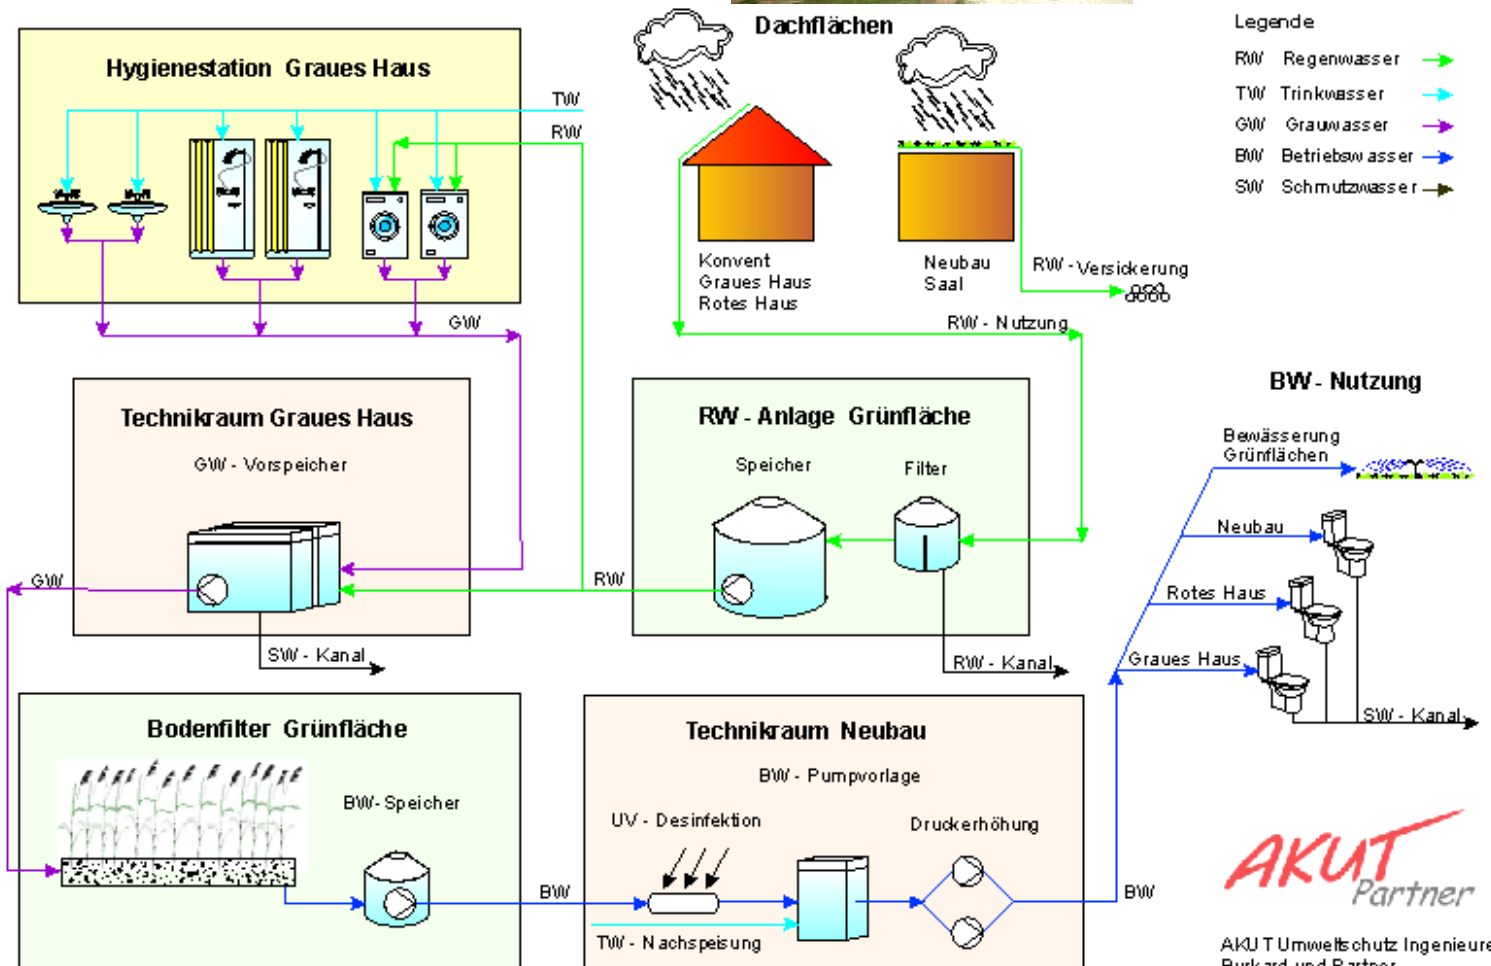 Dachflächen
Legende
RW Regenwasser
TW Trinkwasser
GW Grauwasser
BW Betriebswasser
SW Schmutzwasser
Hygienestation Graues Haus
TW
RW
Konvent
Graues Haus
Rotes Haus
Neubau
Saal
RW - Versickerung
GW
RW - Nutzung
Technikraum Graues Haus
GW - Vorspeicher
GW
SW - Kanal
RW
RW - Anlage Grünfläche
Speicher
Filter
RW - Kanal
BW - Nutzung
Bewässerung
Grünflächen
Neubau
Rotes Haus
Graues Haus
SW - Kanal
Bodenfilter Grünfläche
BW-Speicher
BW
Technikraum Neubau
BW - Pumpvorlage
UV - Desinfektion
Druckerhöhung
TW - Nachspeisung
BW
AKUT
Partner
AKUT Umweltschutz Ingenieure
Burkard und Partner